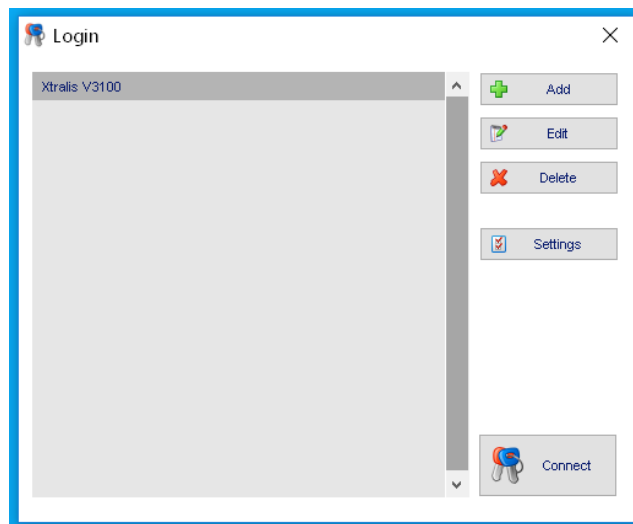 Login
Xtralis V3100
Add
Edit
Delete
Settings
Connect